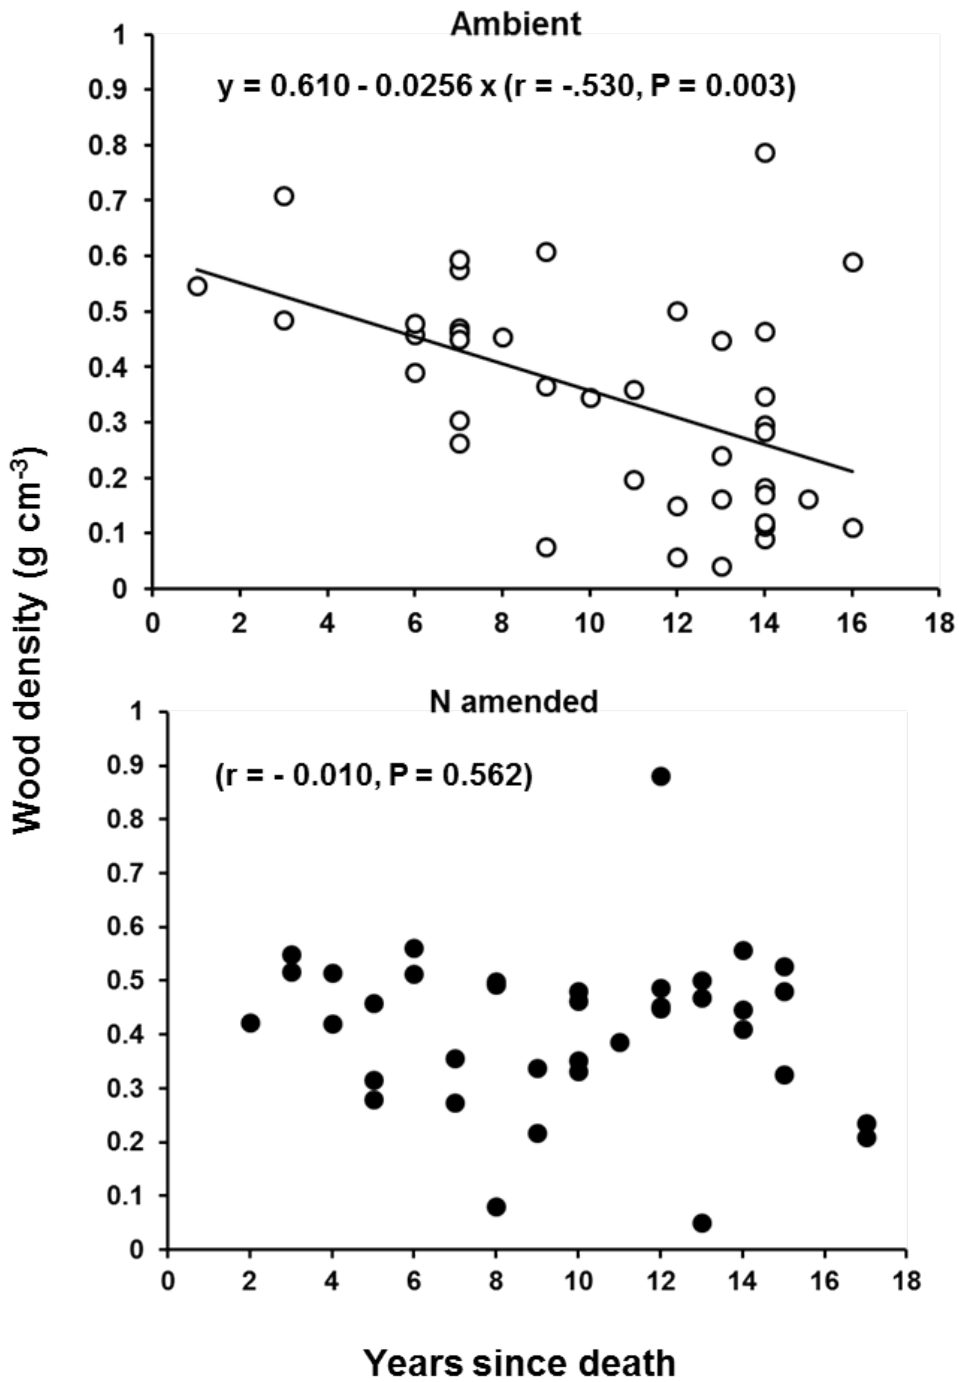 Ambient
y = 0.610 - 0.0256 x (r = -.530, P = 0.003)
1
0.9
0.8
0.7
0.6
0.5
0.4
0.3
0.2
0.1
0
0 2 4 6 8 10 12 14 16 18
Wood density (g cm-3)
N amended
(r = - 0.010, P = 0.562)
1
0.9
0.8
0.7
0.6
0.5
0.4
0.3
0.2
0.1
0
0 2 4 6 8 10 12 14 16 18
Years since death